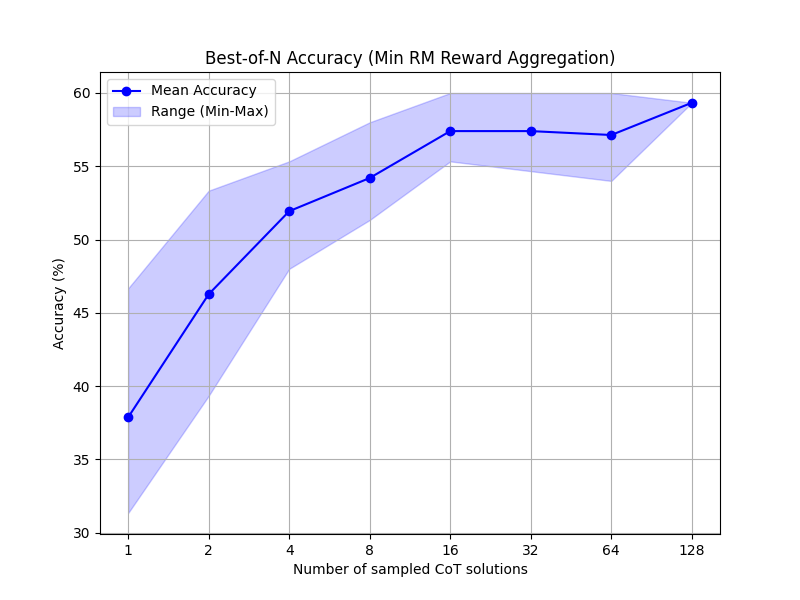 Best-of-N Accuracy (Min RM Reward Aggregation)
Mean Accuracy
Range (Min-Max)
Accuracy (%)
60
55
50
45
40
35
30
1 2 4 8 16 32 64 128
Number of sampled CoT solutions